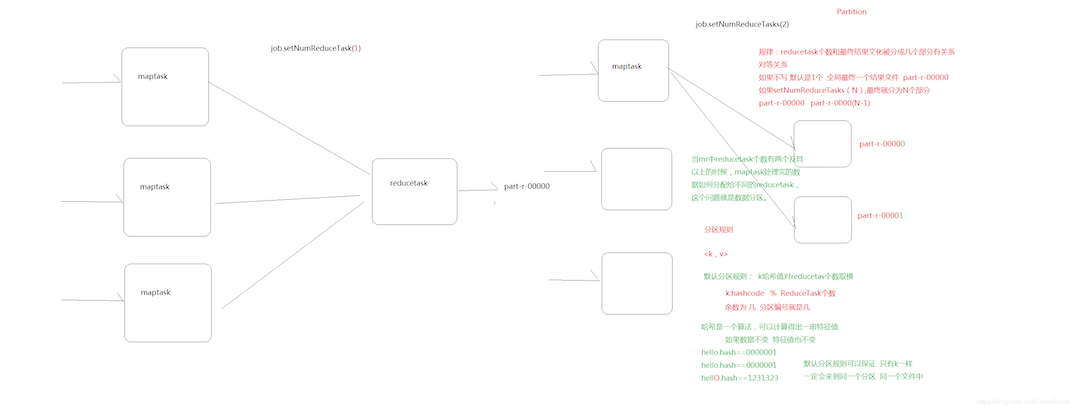 job.setNumReduceTask(1)
maptask
maptask
maptask
reducetask
part-r-00000
Partition
job.setNumReduceTasks(2)
maptask
规律：reducetask个数和最终结果文化被分成几个部分有关系
对等关系
如果不写 默认是1个 全局最终一个结果文件 part-r-00000
如果setNumReduceTasks（N）,最终就分为N个部分
part-r-00000 part-r-0000(N-1)
part-r-00000
当mr中reducetask个数有两个及其
以上的时候，maptask处理完的数
据如何分配给不同的reducetask，
这个问题就是数据分区。
part-r-00001
分区规则
<k，v>
默认分区规则： k哈希值对reducetas个数取模
k.hashcode % ReduceTask个数
余数为 几 分区编号就是几
哈希是一个算法，可以计算得出一串特征值
如果数据不变 特征值也不变
hello.hash==0000001
hello.hash==0000001
hellO.hash==1231323
默认分区规则可以保证 只有k一样
一定会来到同一个分区 同一个文件中